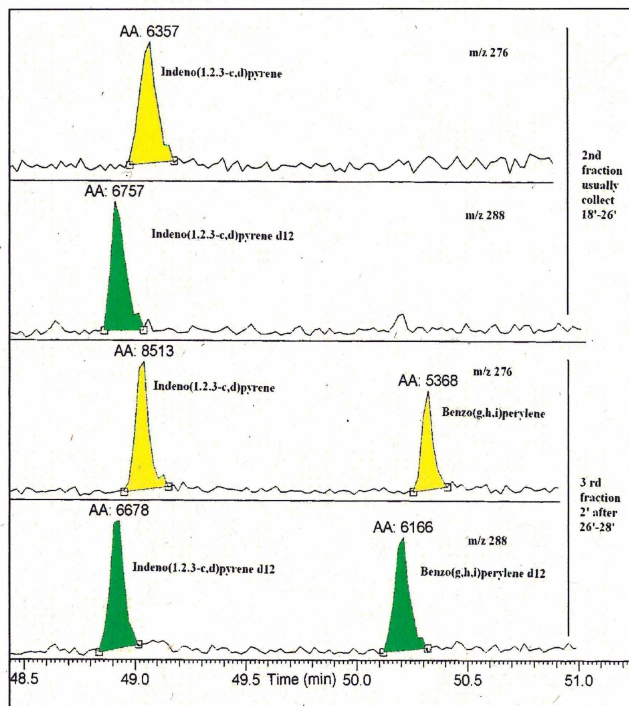 AA: 6357
m/z 276
Indeno(1.2.3-c,d)pyrene
2nd
fraction
usually
collect
18'-26'
AA: 6757
m/z 288
Indeno(1,2.3-c,d)pyrene d12
AA: 8513
m/z 276
AA: 5368
Indeno(1.2.3-c,d)pyrene
Benzo(g,h,i)perylene
3 rd
fraction
2' after
26'-28'
AA: 6678
m/z 288
AA: 6166
Indeno(1.2.3-c,d)pyrene d12
Benzo(g,h,i)perylene d12
48.5 49.0 49.5 Time (min) 50.0 50.5 51.0